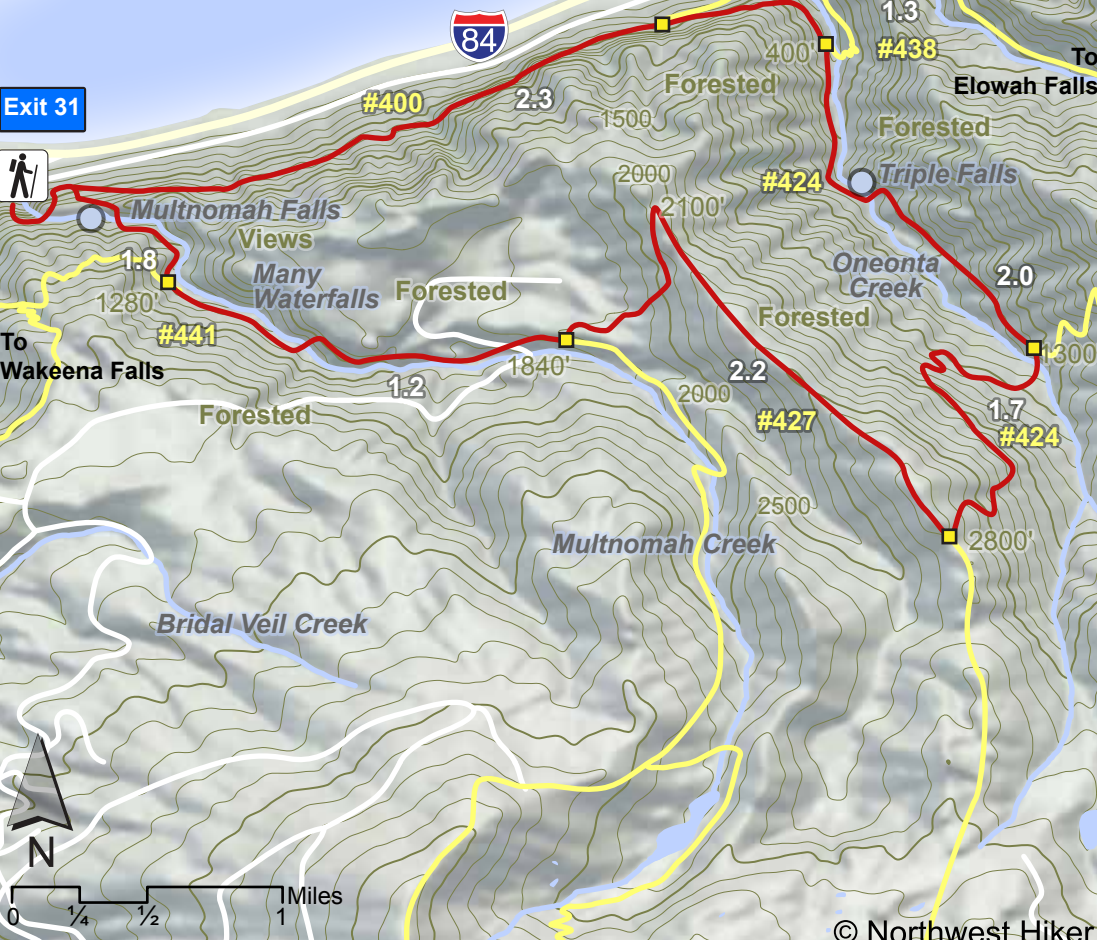 1.3
84
400'
#438
To
Elowah Falls
Forested
Exit 31
#400
2.3
1500
Forested
2000
#424
Triple Falls
Multnomah Falls
2100'
Views
1.8
Many
Waterfalls
Forested
Oneonta
Creek
2.0
1280'
#441
Forested
To
Wakeena Falls
1300
1840'
2.2
1.2
2000
Forested
#427
1.7
#424
2500
Multnomah Creek
2800'
Bridal Veil Creek
N
Miles
0
¼
½
1
© Northwest Hiker